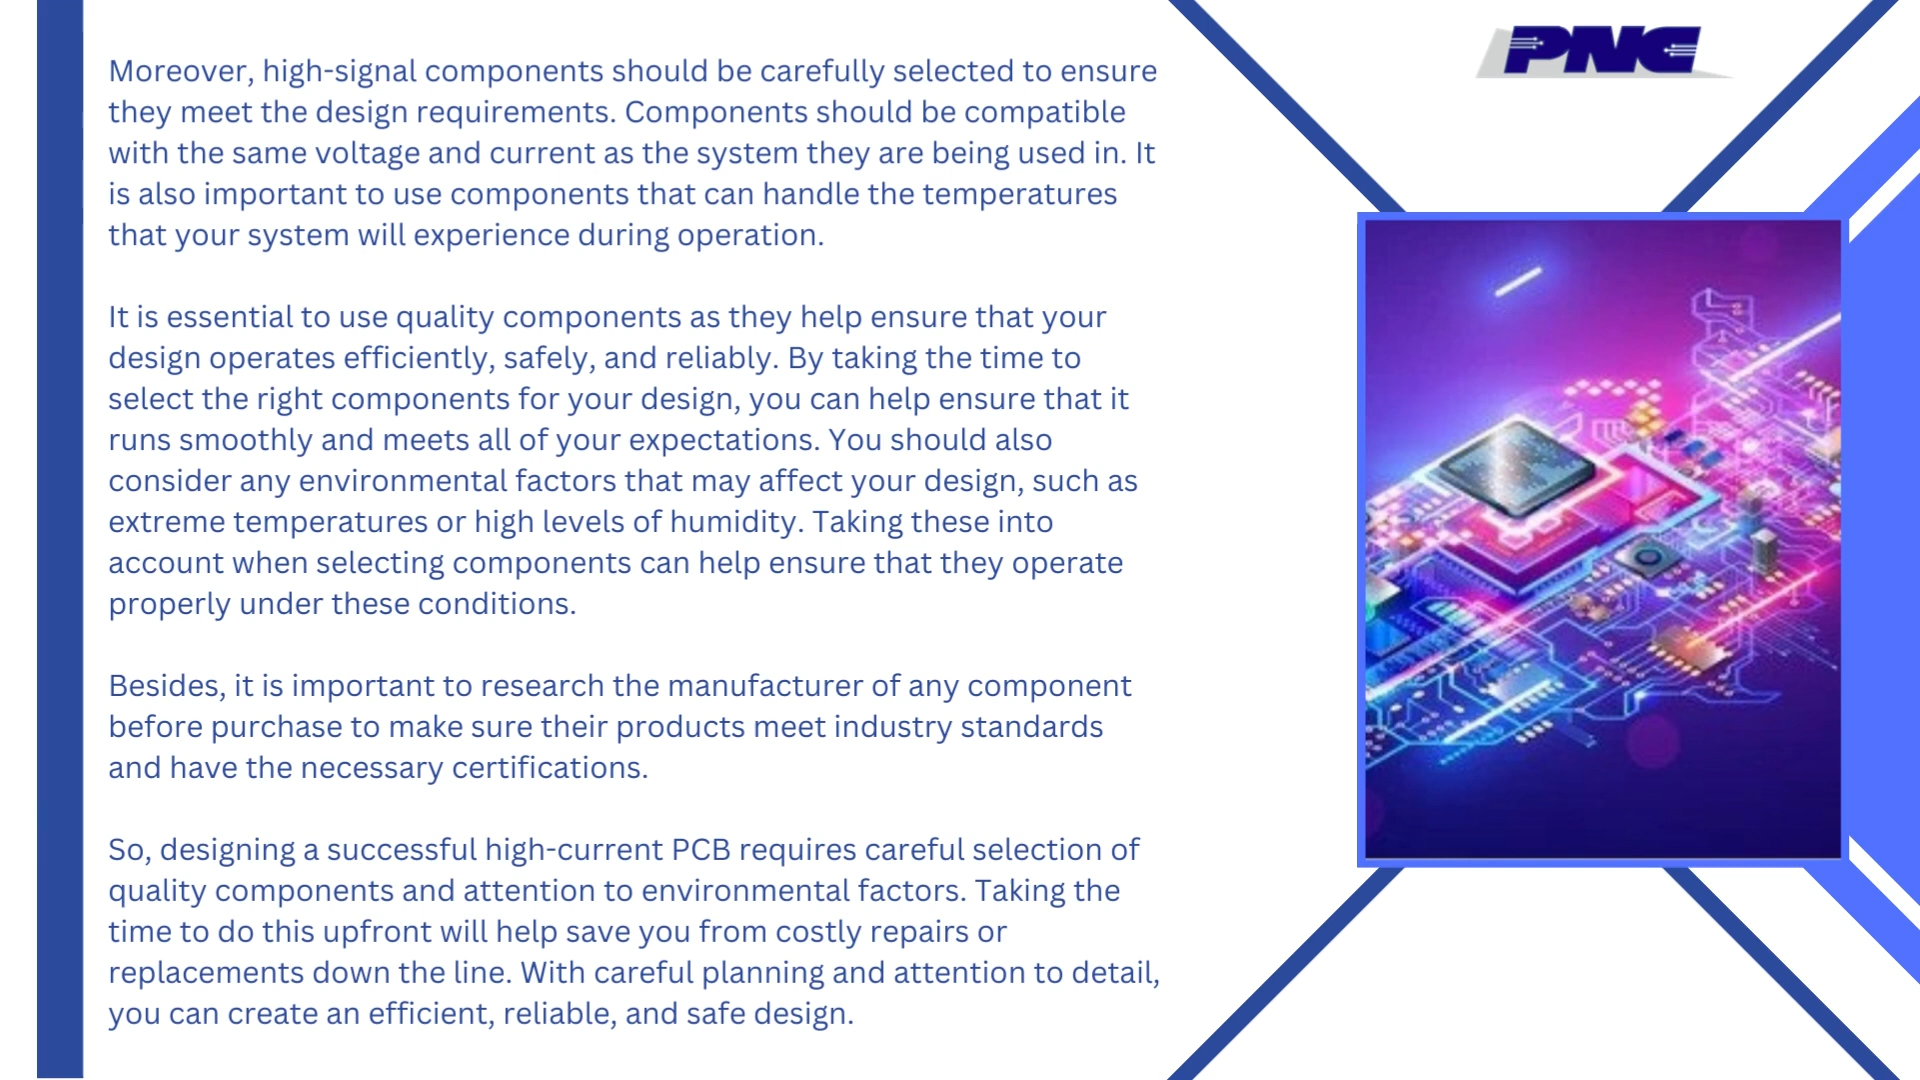 PNC
Moreover, high-signal components should be carefully selected to ensure
they meet the design requirements. Components should be compatible
with the same voltage and current as the system they are being used in. It
is also important to use components that can handle the temperatures
that your system will experience during operation.
It is essential to use quality components as they help ensure that your
design operates efficiently, safely, and reliably. By taking the time to
select the right components for your design, you can help ensure that it
runs smoothly and meets all of your expectations. You should also
consider any environmental factors that may affect your design, such as
extreme temperatures or high levels of humidity. Taking these into
account when selecting components can help ensure that they operate
properly under these conditions.
Besides, it is important to research the manufacturer of any component
before purchase to make sure their products meet industry standards
and have the necessary certifications.
So, designing a successful high-current PCB requires careful selection of
quality components and attention to environmental factors. Taking the
time to do this upfront will help save you from costly repairs or
replacements down the line. With careful planning and attention to detail,
you can create an efficient, reliable, and safe design.